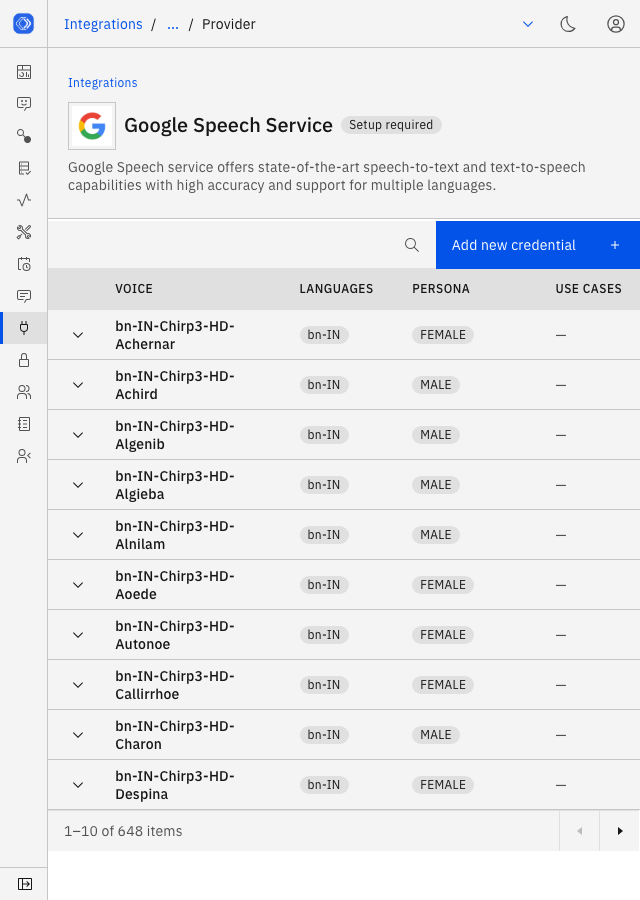 Integrations / ... / Provider
Integrations
Google Speech Service Setup required
Google Speech service offers state-of-the-art speech-to-text and text-to-speech
capabilities with high accuracy and support for multiple languages.
Add new credential +
VOICE LANGUAGES PERSONA USE CASES
bn-IN-Chirp3-HD-
Achernar bn-IN FEMALE —
bn-IN-Chirp3-HD-
Achird bn-IN MALE —
bn-IN-Chirp3-HD-
Algenib bn-IN MALE —
bn-IN-Chirp3-HD-
Algieba bn-IN MALE —
bn-IN-Chirp3-HD-
Alnilam bn-IN MALE —
bn-IN-Chirp3-HD-
Aoede bn-IN FEMALE —
bn-IN-Chirp3-HD-
Autonoe bn-IN FEMALE —
bn-IN-Chirp3-HD-
Callirrhoe bn-IN FEMALE —
bn-IN-Chirp3-HD-
Charon bn-IN MALE —
bn-IN-Chirp3-HD-
Despina bn-IN FEMALE —
1–10 of 648 items